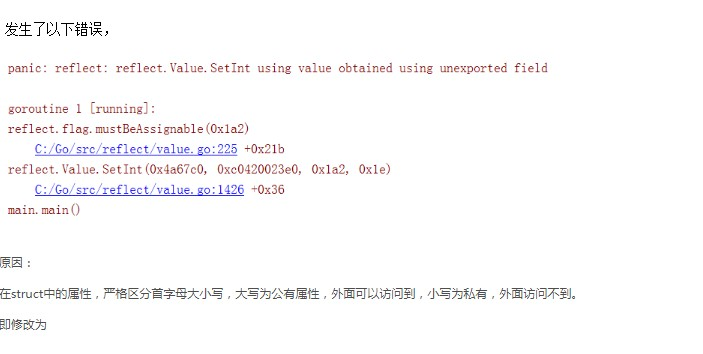 发生了以下错误，
panic: reflect: reflect.Value.SetInt using value obtained using unexported field
goroutine 1 [running]:
reflect.flag.mustBeAssignable(0x1a2)
C:/Go/src/reflect/value.go:225 +0x21b
reflect.Value.SetInt(0x4a67c0, 0xc0420023e0, 0x1a2, 0x1e)
C:/Go/src/reflect/value.go:1426 +0x36
main.main()
原因：
在struct中的属性，严格区分首字母大小写，大写为公有属性，外面可以访问到，小写为私有，外面访问不到。
即修改为